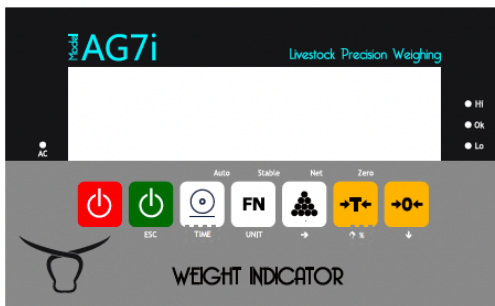 Model AG7i
Livestock Precision Weighing
Hi
Ok
Lo
AC
Auto Stable Net Zero
FN →T← →0←
ESC TIME UNIT → % ↓
WEIGHT INDICATOR